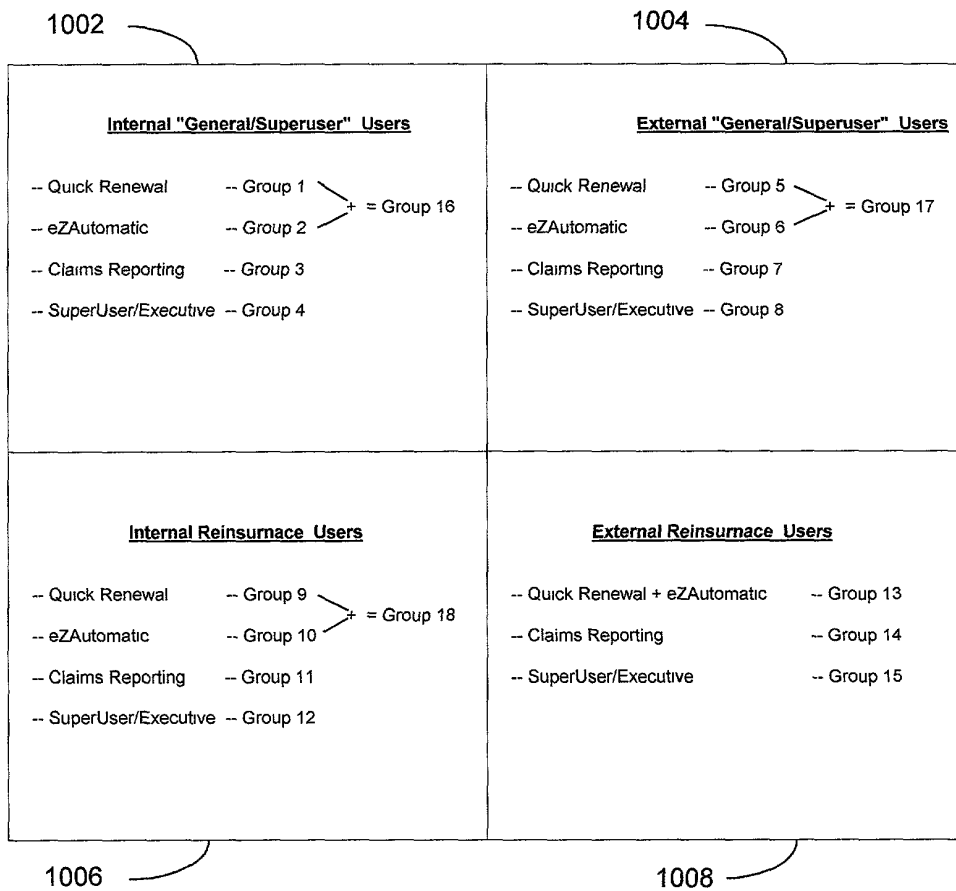 1002
1004
Internal "General/Superuser" Users
-- Quick Renewal -- Group 1
+ = Group 16
-- eZAutomatic -- Group 2
-- Claims Reporting -- Group 3
-- SuperUser/Executive -- Group 4
External "General/Superuser" Users
-- Quick Renewal -- Group 5
+ = Group 17
-- eZAutomatic -- Group 6
-- Claims Reporting -- Group 7
-- SuperUser/Executive -- Group 8
Internal Reinsurnace Users
-- Quick Renewal -- Group 9
+ = Group 18
-- eZAutomatic -- Group 10
-- Claims Reporting -- Group 11
-- SuperUser/Executive -- Group 12
External Reinsurnace Users
-- Quick Renewal + eZAutomatic -- Group 13
-- Claims Reporting -- Group 14
-- SuperUser/Executive -- Group 15
1006
1008